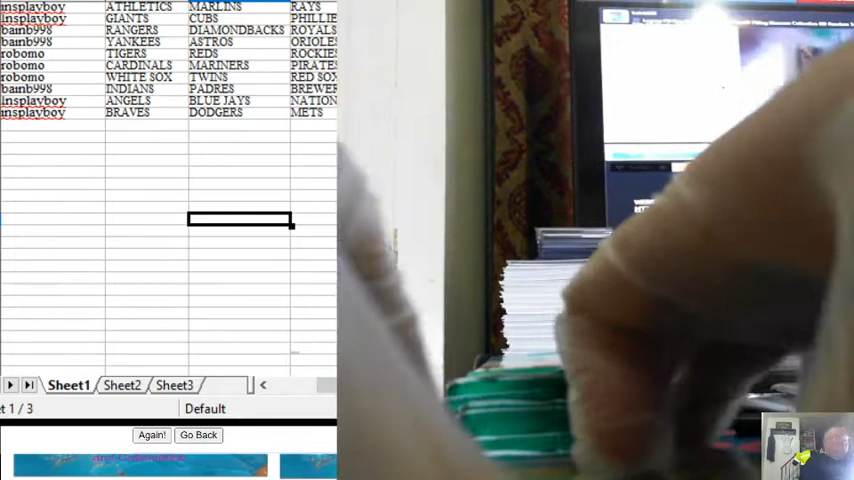 insplayboy ATHLETICS MARLINS RAYS
insplayboy GIANTS CUBS PHILLIE
bainb998 RANGERS DIAMONDBACKS ROYALS
bainb998 YANKEES ASTROS ORIOLE
robomo TIGERS REDS ROCKIE
robomo CARDINALS MARINERS PIRATE
robomo WHITE SOX TWINS RED SOX
bainb998 INDIANS PADRES BREWER
insplayboy ANGELS BLUE JAYS NATION
insplayboy BRAVES DODGERS METS
Sheet1 Sheet2 Sheet3
t 1 / 3 Default
Again! Go Back